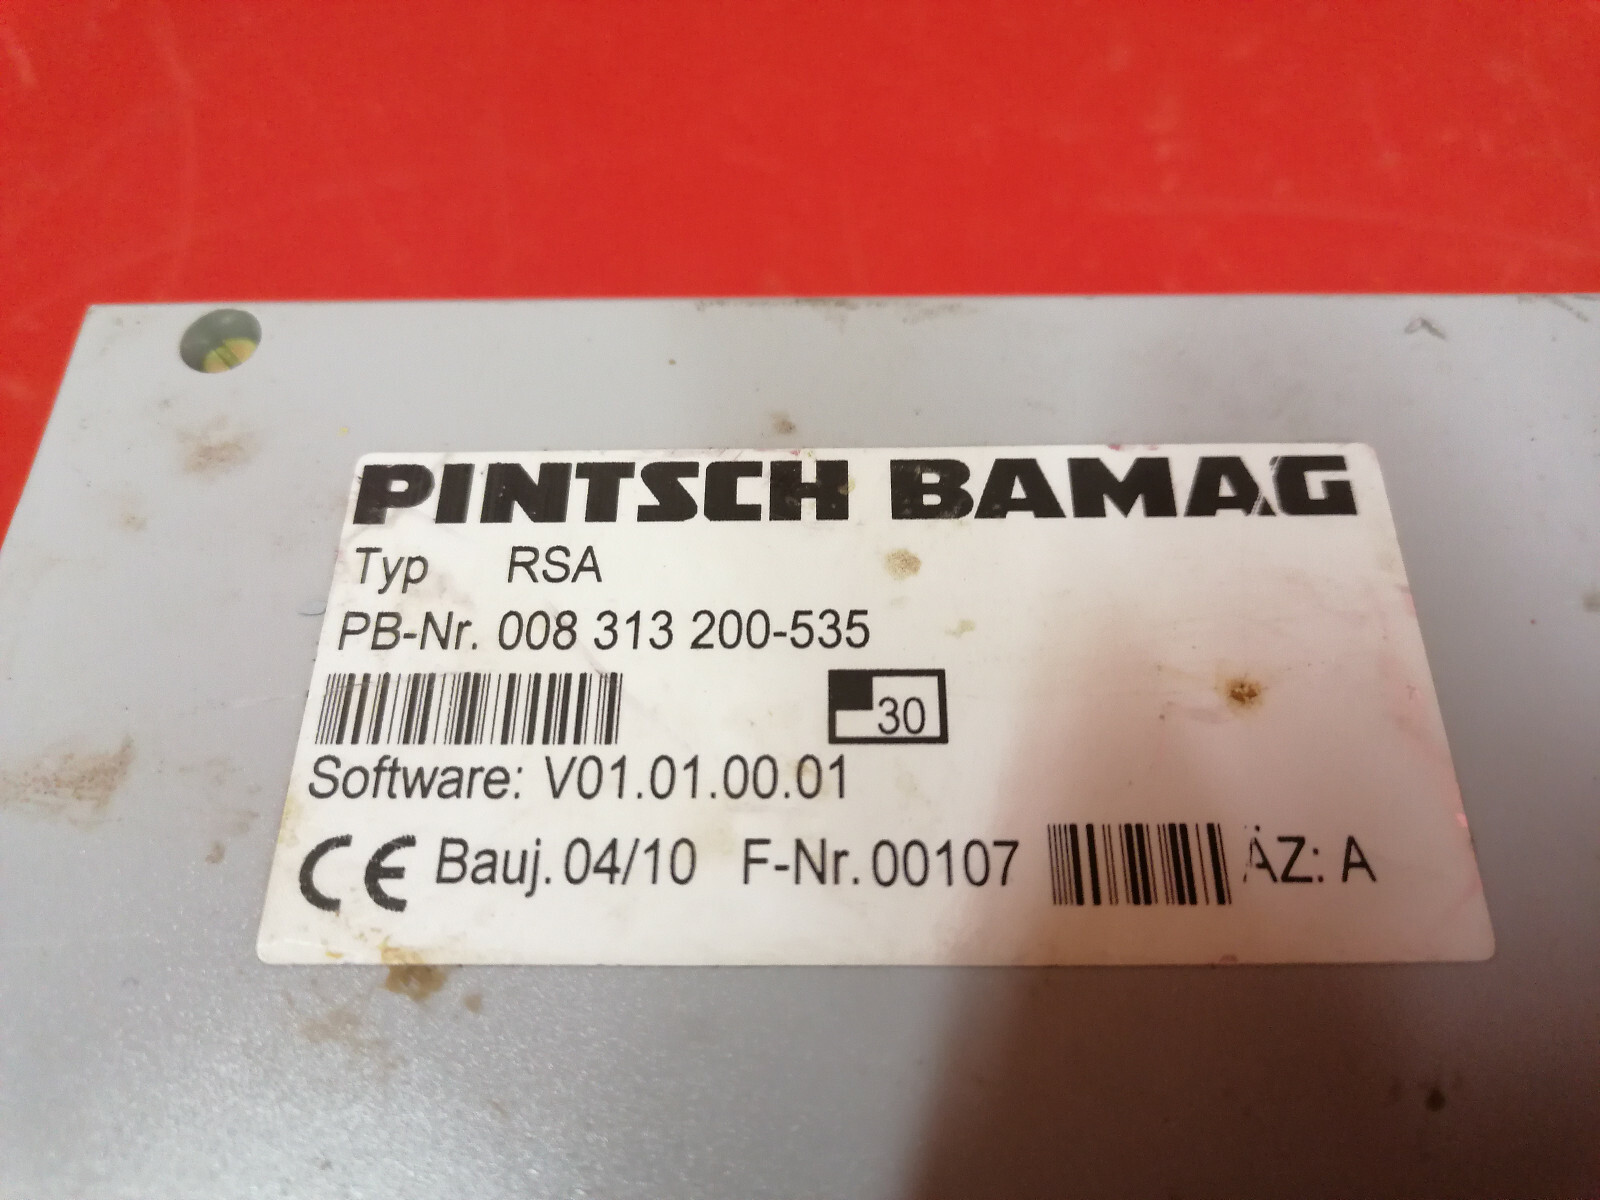 PINTSCH BAMAG
Typ RSA
PB-Nr. 008 313 200-535
30
Software: V01.01.00.01
CE Bauj. 04/10 F-Nr. 00107 ÄZ: A